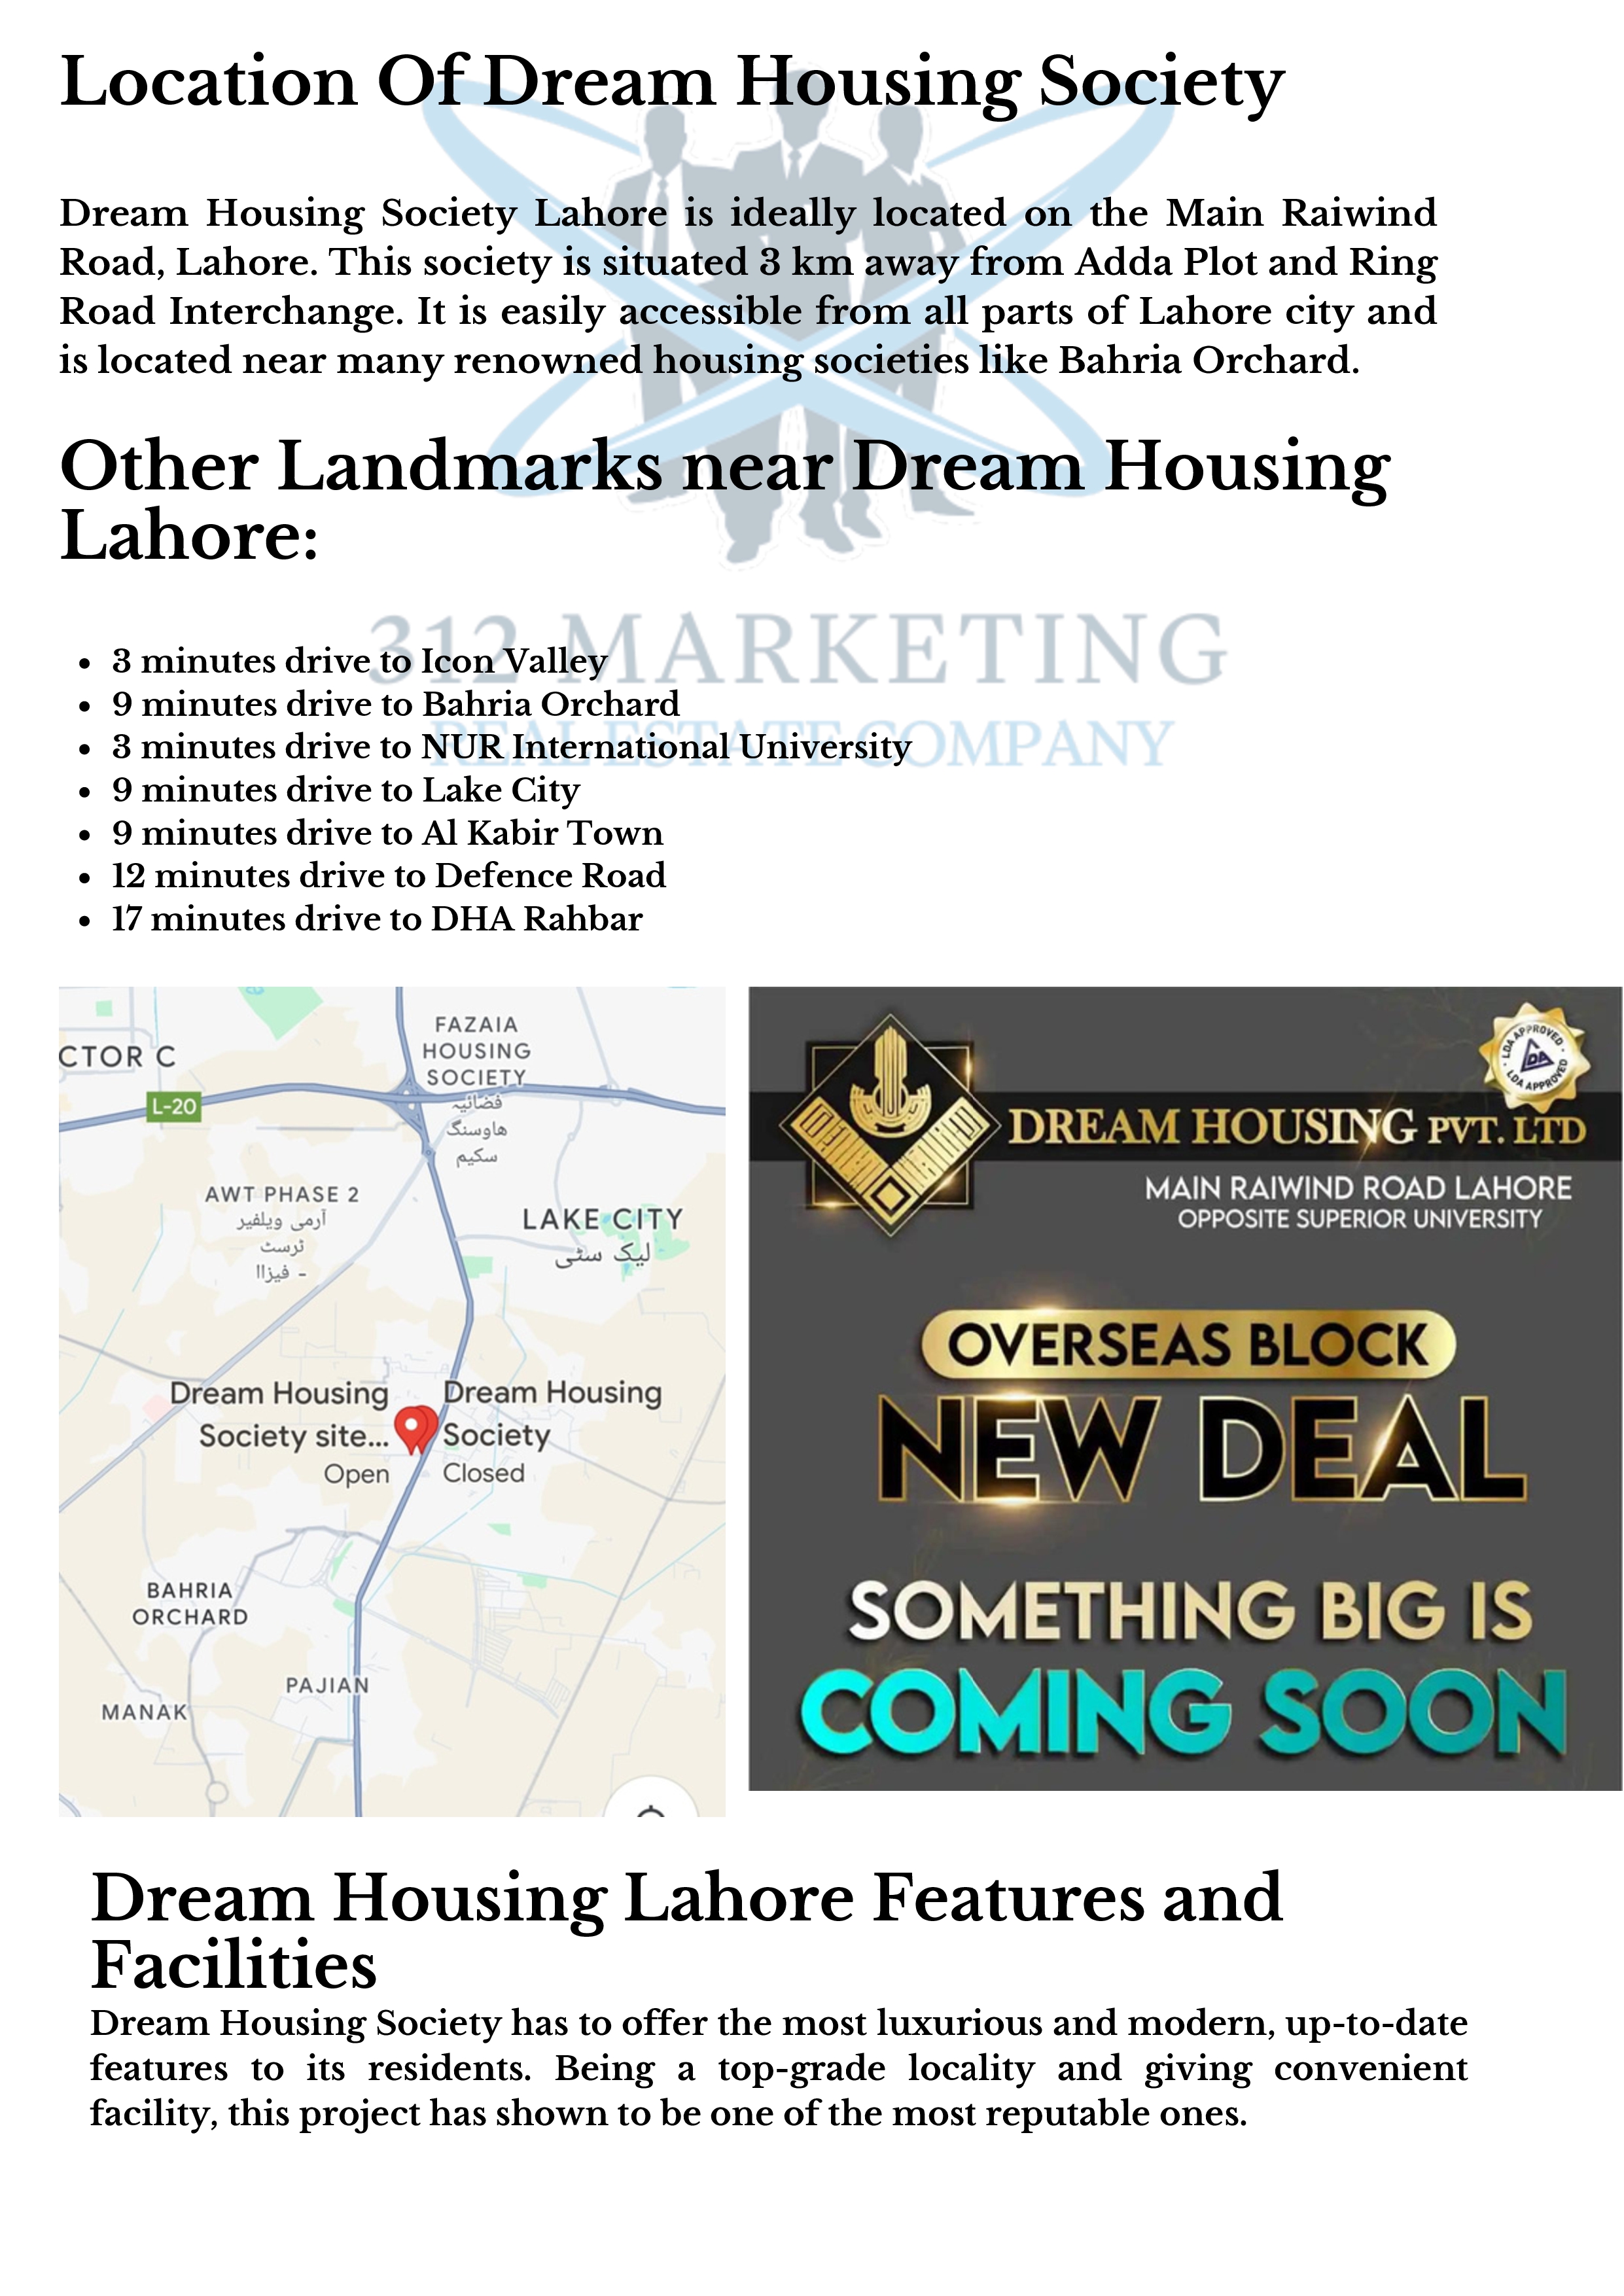 Location Of Dream Housing Society
Dream Housing Society Lahore is ideally located on the Main Raiwind
Road, Lahore. This society is situated 3 km away from Adda Plot and Ring
Road Interchange. It is easily accessible from all parts of Lahore city and
is located near many renowned housing societies like Bahria Orchard.
Other Landmarks near Dream Housing
Lahore:
312 MARKETING
REAL ESTATE COMPANY
• 3 minutes drive to Icon Valley
• 9 minutes drive to Bahria Orchard
• 3 minutes drive to NUR International University
• 9 minutes drive to Lake City
• 9 minutes drive to Al Kabir Town
• 12 minutes drive to Defence Road
• 17 minutes drive to DHA Rahbar
CTOR C
L-20
FAZAIA
HOUSING
SOCIETY
فضائیہ
هاوسنگ
سکیم
AWT PHASE 2
آرمی ویلفیر
ٹرسٹ
- فیزاا
LAKE CITY
لیک سٹی
Dream Housing
Society site...
Open
Dream Housing
Society
Closed
BAHRIA
ORCHARD
PAJIAN
MANAK
LDA APPROVED
LDA
LDA APPROVED
DREAM HOUSING PVT. LTD
MAIN RAIWIND ROAD LAHORE
OPPOSITE SUPERIOR UNIVERSITY
OVERSEAS BLOCK
NEW DEAL
SOMETHING BIG IS
COMING SOON
Dream Housing Lahore Features and
Facilities
Dream Housing Society has to offer the most luxurious and modern, up-to-date
features to its residents. Being a top-grade locality and giving convenient
facility, this project has shown to be one of the most reputable ones.